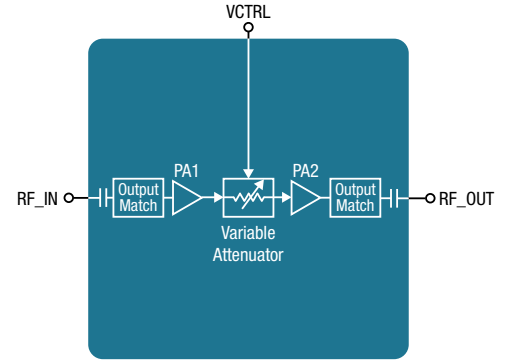 VCTRL
PA1
PA2
RF_IN
Output
Match
Output
Match
RF_OUT
Variable
Attenuator